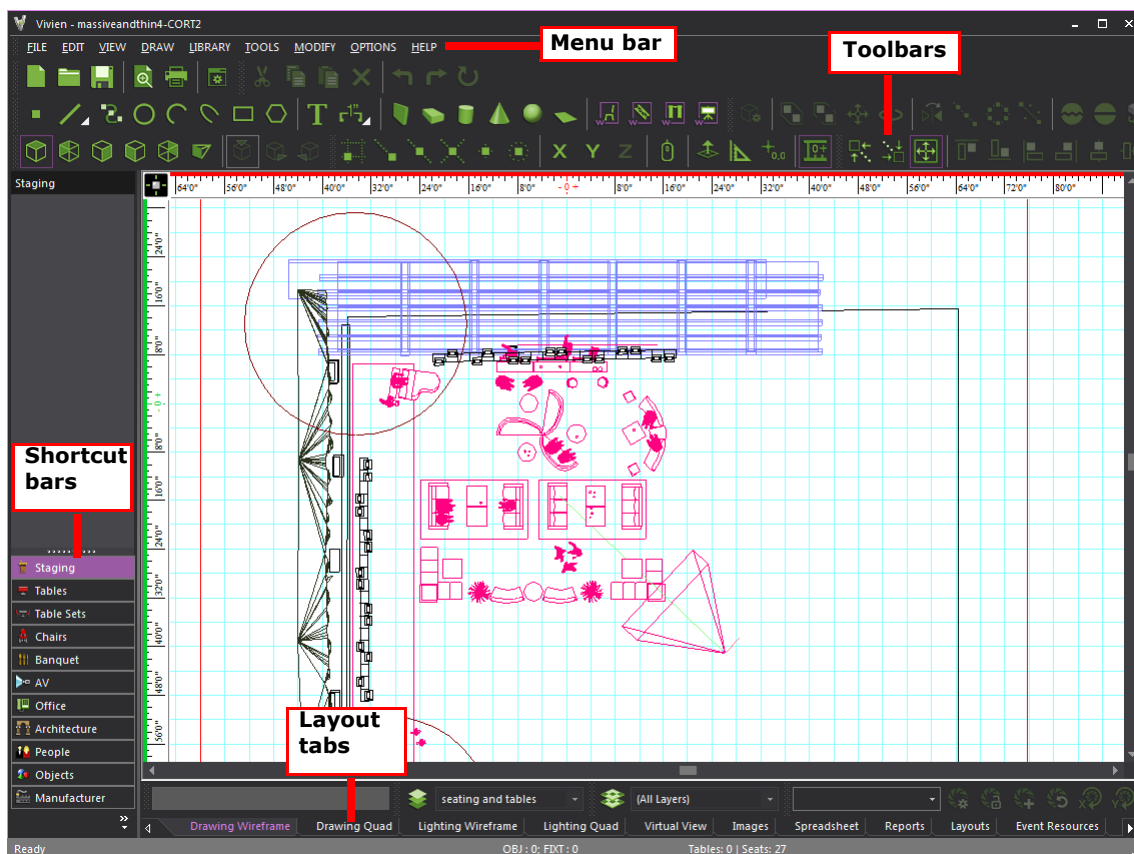 Vivien - massiveandthin4-CORT2
FILE EDIT VIEW DRAW LIBRARY TOOLS MODIFY OPTIONS HELP
Menu bar
Toolbars
T
X Y Z
Staging
64'0" 56'0" 48'0" 40'0" 32'0" 24'0" 16'0" 8'0" - 0 + 8'0" 16'0" 24'0" 32'0" 40'0" 48'0" 56'0" 64'0" 72'0" 80'0"
24'0"
16'0"
8'0"
- 0 +
8'0"
16'0"
24'0"
32'0"
40'0"
48'0"
56'0"
Shortcut
bars
Staging
Tables
Table Sets
Chairs
Banquet
AV
Office
Architecture
People
Objects
Manufacturer
Layout
tabs
seating and tables (All Layers)
Drawing Wireframe Drawing Quad Lighting Wireframe Lighting Quad Virtual View Images Spreadsheet Reports Layouts Event Resources
Ready OBJ : 0; FIXT : 0 Tables: 0 | Seats: 27